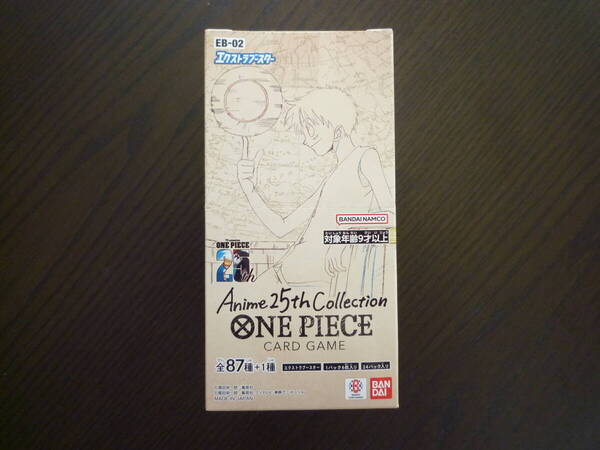 EB-02
エクストラブースター
BANDAI NAMCO
対象年齢9才以上
ONE PIECE
25th
Anime 25th Collection
ONE PIECE
CARD GAME
全87種+1種
エクストラブースター
1パック6枚入り
24パック入り
MADE IN JAPAN
BAN
DAI